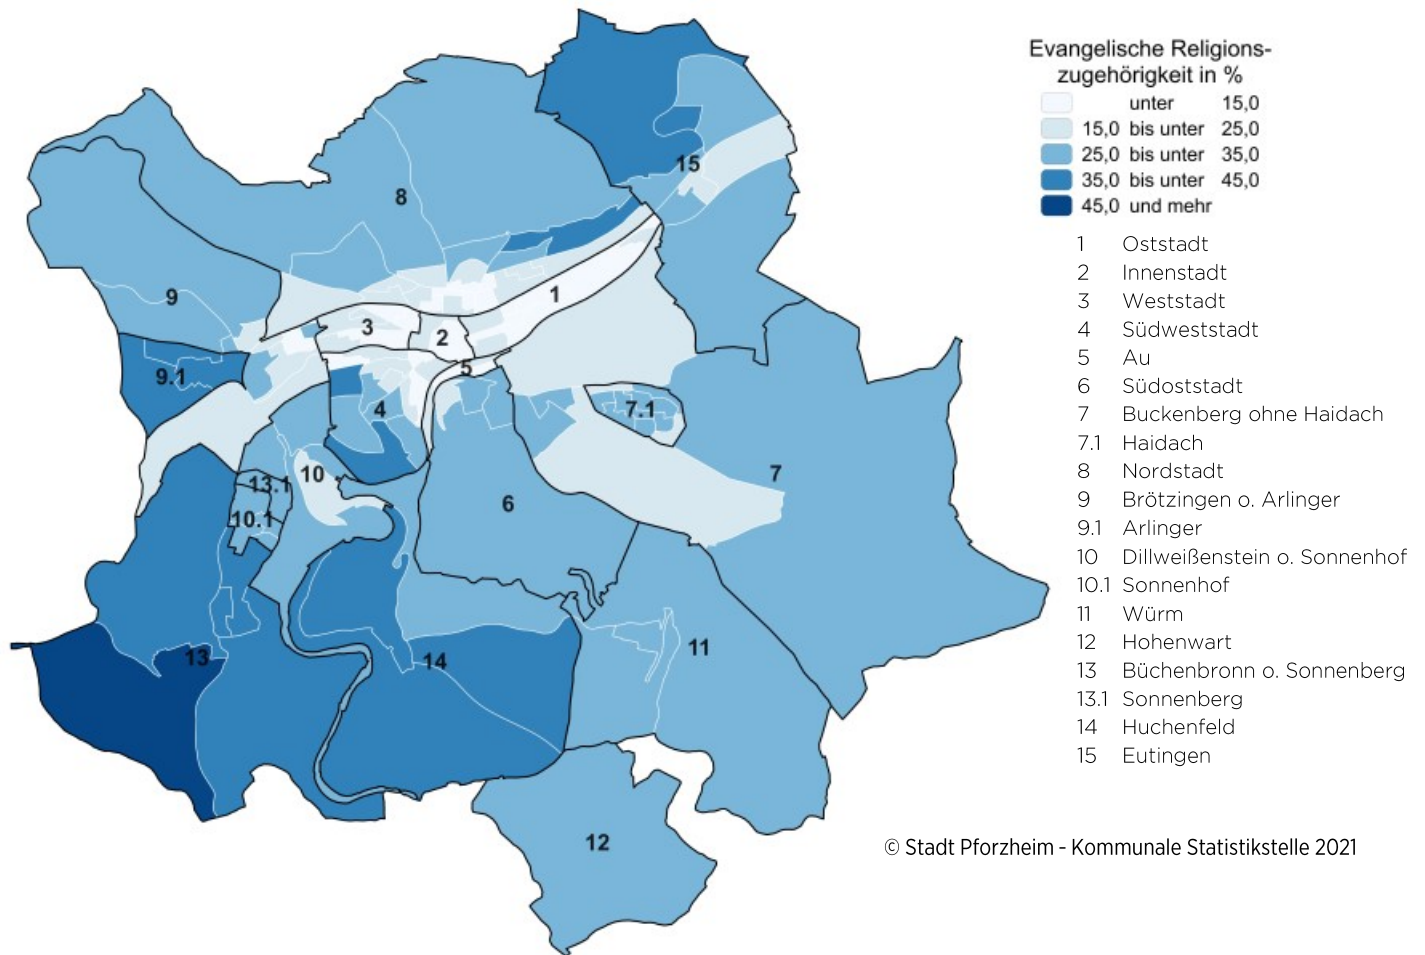 Evangelische Religions-
zugehörigkeit in %
unter 15,0
15,0 bis unter 25,0
25,0 bis unter 35,0
35,0 bis unter 45,0
45,0 und mehr
1 Oststadt
2 Innenstadt
3 Weststadt
4 Südweststadt
5 Au
6 Südoststadt
7 Buckenberg ohne Haidach
7.1 Haidach
8 Nordstadt
9 Brötzingen o. Arlinger
9.1 Arlinger
10 Dillweißenstein o. Sonnenhof
10.1 Sonnenhof
11 Würm
12 Hohenwart
13 Büchenbronn o. Sonnenberg
13.1 Sonnenberg
14 Huchenfeld
15 Eutingen
15
8
9
1
3
2
5
9.1
4
7.1
10
7
13.1
6
10.1
11
13
14
12
© Stadt Pforzheim - Kommunale Statistikstelle 2021